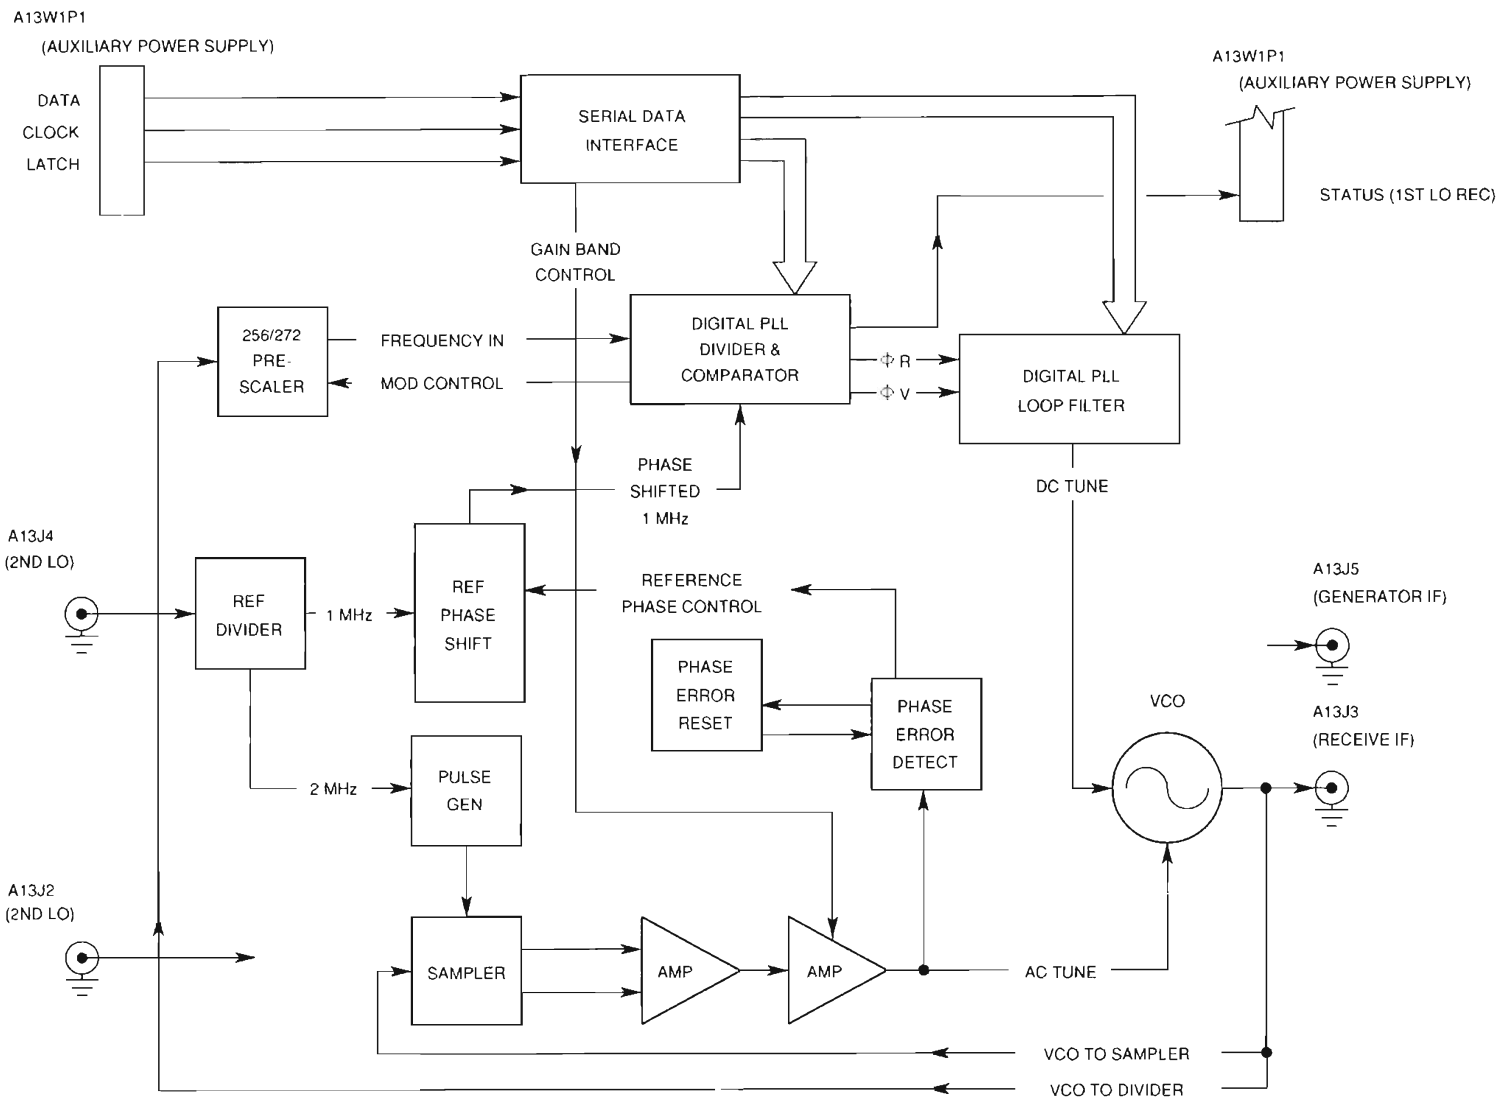 A13W1P1
(AUXILIARY POWER SUPPLY)
DATA
CLOCK
LATCH
SERIAL DATA
INTERFACE
A13W1P1
(AUXILIARY POWER SUPPLY)
STATUS (1ST LO REC)
GAIN BAND
CONTROL
256/272
PRE-
SCALER
FREQUENCY IN
MOD CONTROL
DIGITAL PLL
DIVIDER &
COMPARATOR
Φ R
Φ V
DIGITAL PLL
LOOP FILTER
PHASE
SHIFTED
1 MHz
DC TUNE
A13J4
(2ND LO)
REF
DIVIDER
1 MHz
REF
PHASE
SHIFT
REFERENCE
PHASE CONTROL
PHASE
ERROR
RESET
PHASE
ERROR
DETECT
A13J5
(GENERATOR IF)
VCO
A13J3
(RECEIVE IF)
2 MHz
PULSE
GEN
A13J2
(2ND LO)
SAMPLER
AMP
AMP
AC TUNE
VCO TO SAMPLER
VCO TO DIVIDER